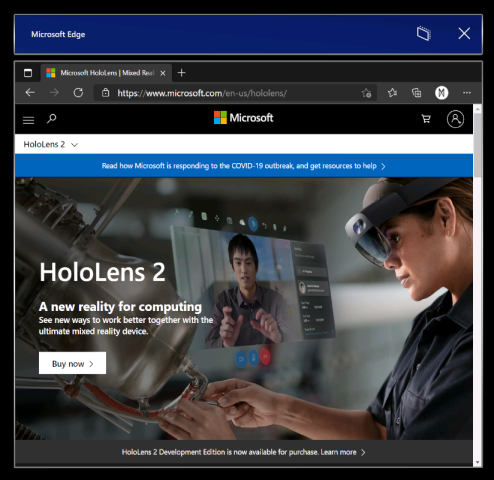 Microsoft Edge
Microsoft HoloLens | Mixed Real
https://www.microsoft.com/en-us/hololens/
M
Microsoft
HoloLens 2
Read how Microsoft is responding to the COVID-19 outbreak, and get resources to help
HoloLens 2
A new reality for computing
See new ways to work better together with the
ultimate mixed reality device.
Buy now
HoloLens 2 Development Edition is now available for purchase. Learn more